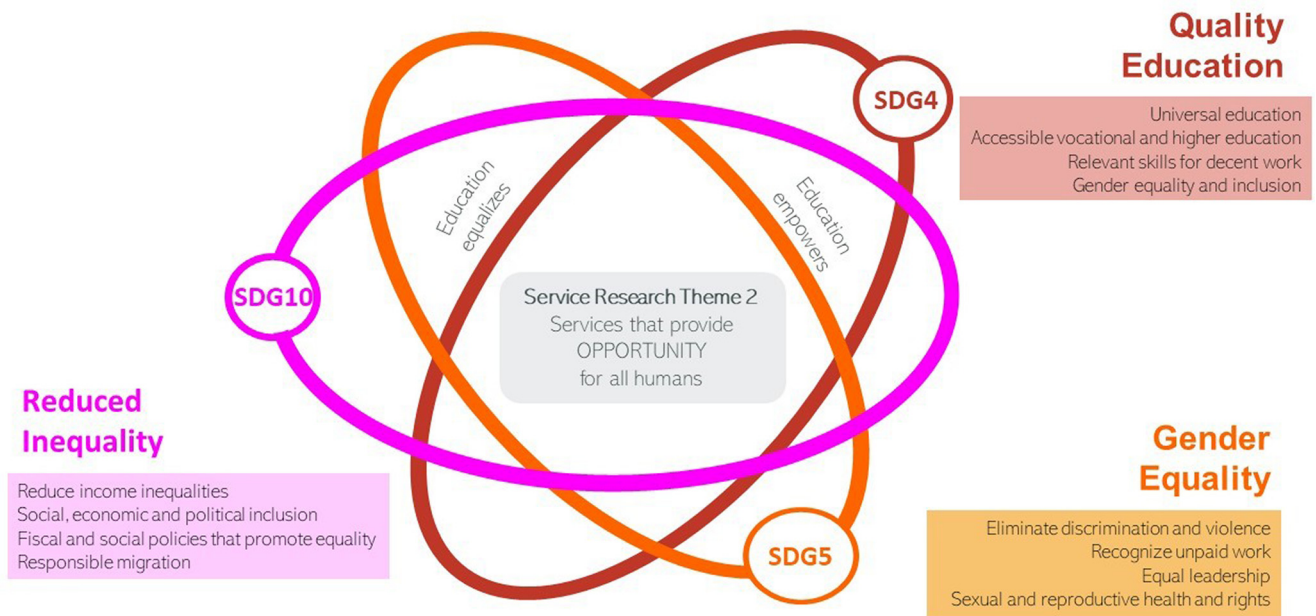 Quality
Education
SDG4
Universal education
Accessible vocational and higher education
Relevant skills for decent work
Gender equality and inclusion
Education
equalizes
Education
empowers
SDG10
Service Research Theme 2
Services that provide
OPPORTUNITY
for all humans
Reduced
Inequality
Reduce income inequalities
Social, economic and political inclusion
Fiscal and social policies that promote equality
Responsible migration
Gender
Equality
SDG5
Eliminate discrimination and violence
Recognize unpaid work
Equal leadership
Sexual and reproductive health and rights